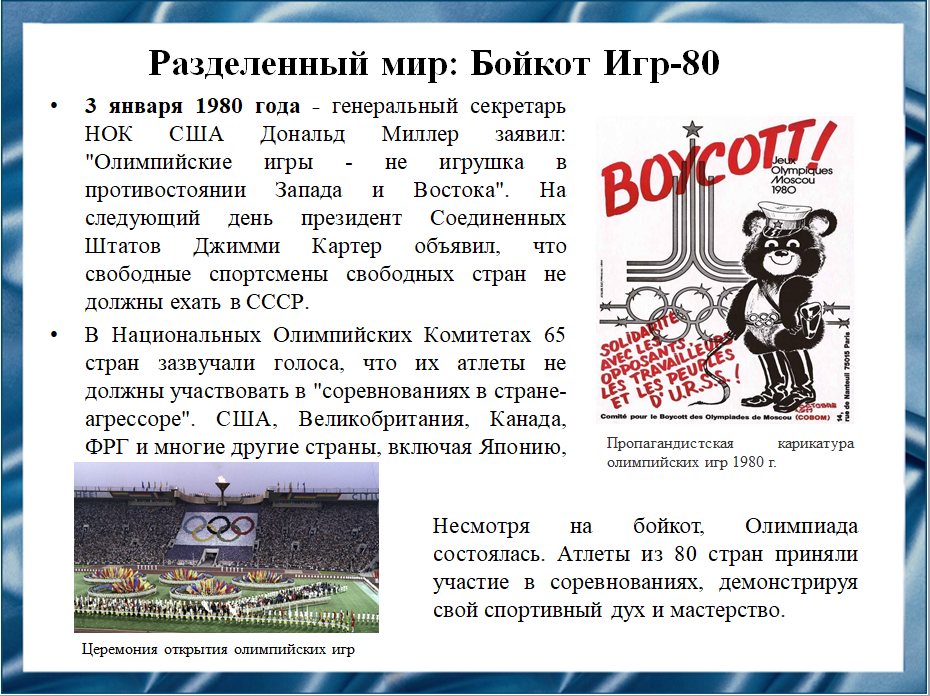 Разделенный мир: Бойкот Игр-80
• 3 января 1980 года - генеральный секретарь
НОК США Дональд Миллер заявил:
"Олимпийские игры - не игрушка в
противостоянии Запада и Востока". На
следующий день президент Соединенных
Штатов Джимми Картер объявил, что
свободные спортсмены свободных стран не
должны ехать в СССР.
• В Национальных Олимпийских Комитетах 65
стран зазвучали голоса, что их атлеты не
должны участвовать в "соревнованиях в стране-
агрессоре". США, Великобритания, Канада,
ФРГ и многие другие страны, включая Японию,
BOYCOTT!
Jeux
Olympiques
Moscou
1980
SOLIDARITÉ
AVEC LES
OPPOSANTS,
LES TRAVAILLEURS
ET LES PEUPLES
D'U.R.S.S.!
Comité pour le Boycott des Olympiades de Moscou (COBOM)
14, rue de Nanteuil 75015 Paris
Пропагандистская карикатура
олимпийских игр 1980 г.
Несмотря на бойкот, Олимпиада
состоялась. Атлеты из 80 стран приняли
участие в соревнованиях, демонстрируя
свой спортивный дух и мастерство.
Церемония открытия олимпийских игр